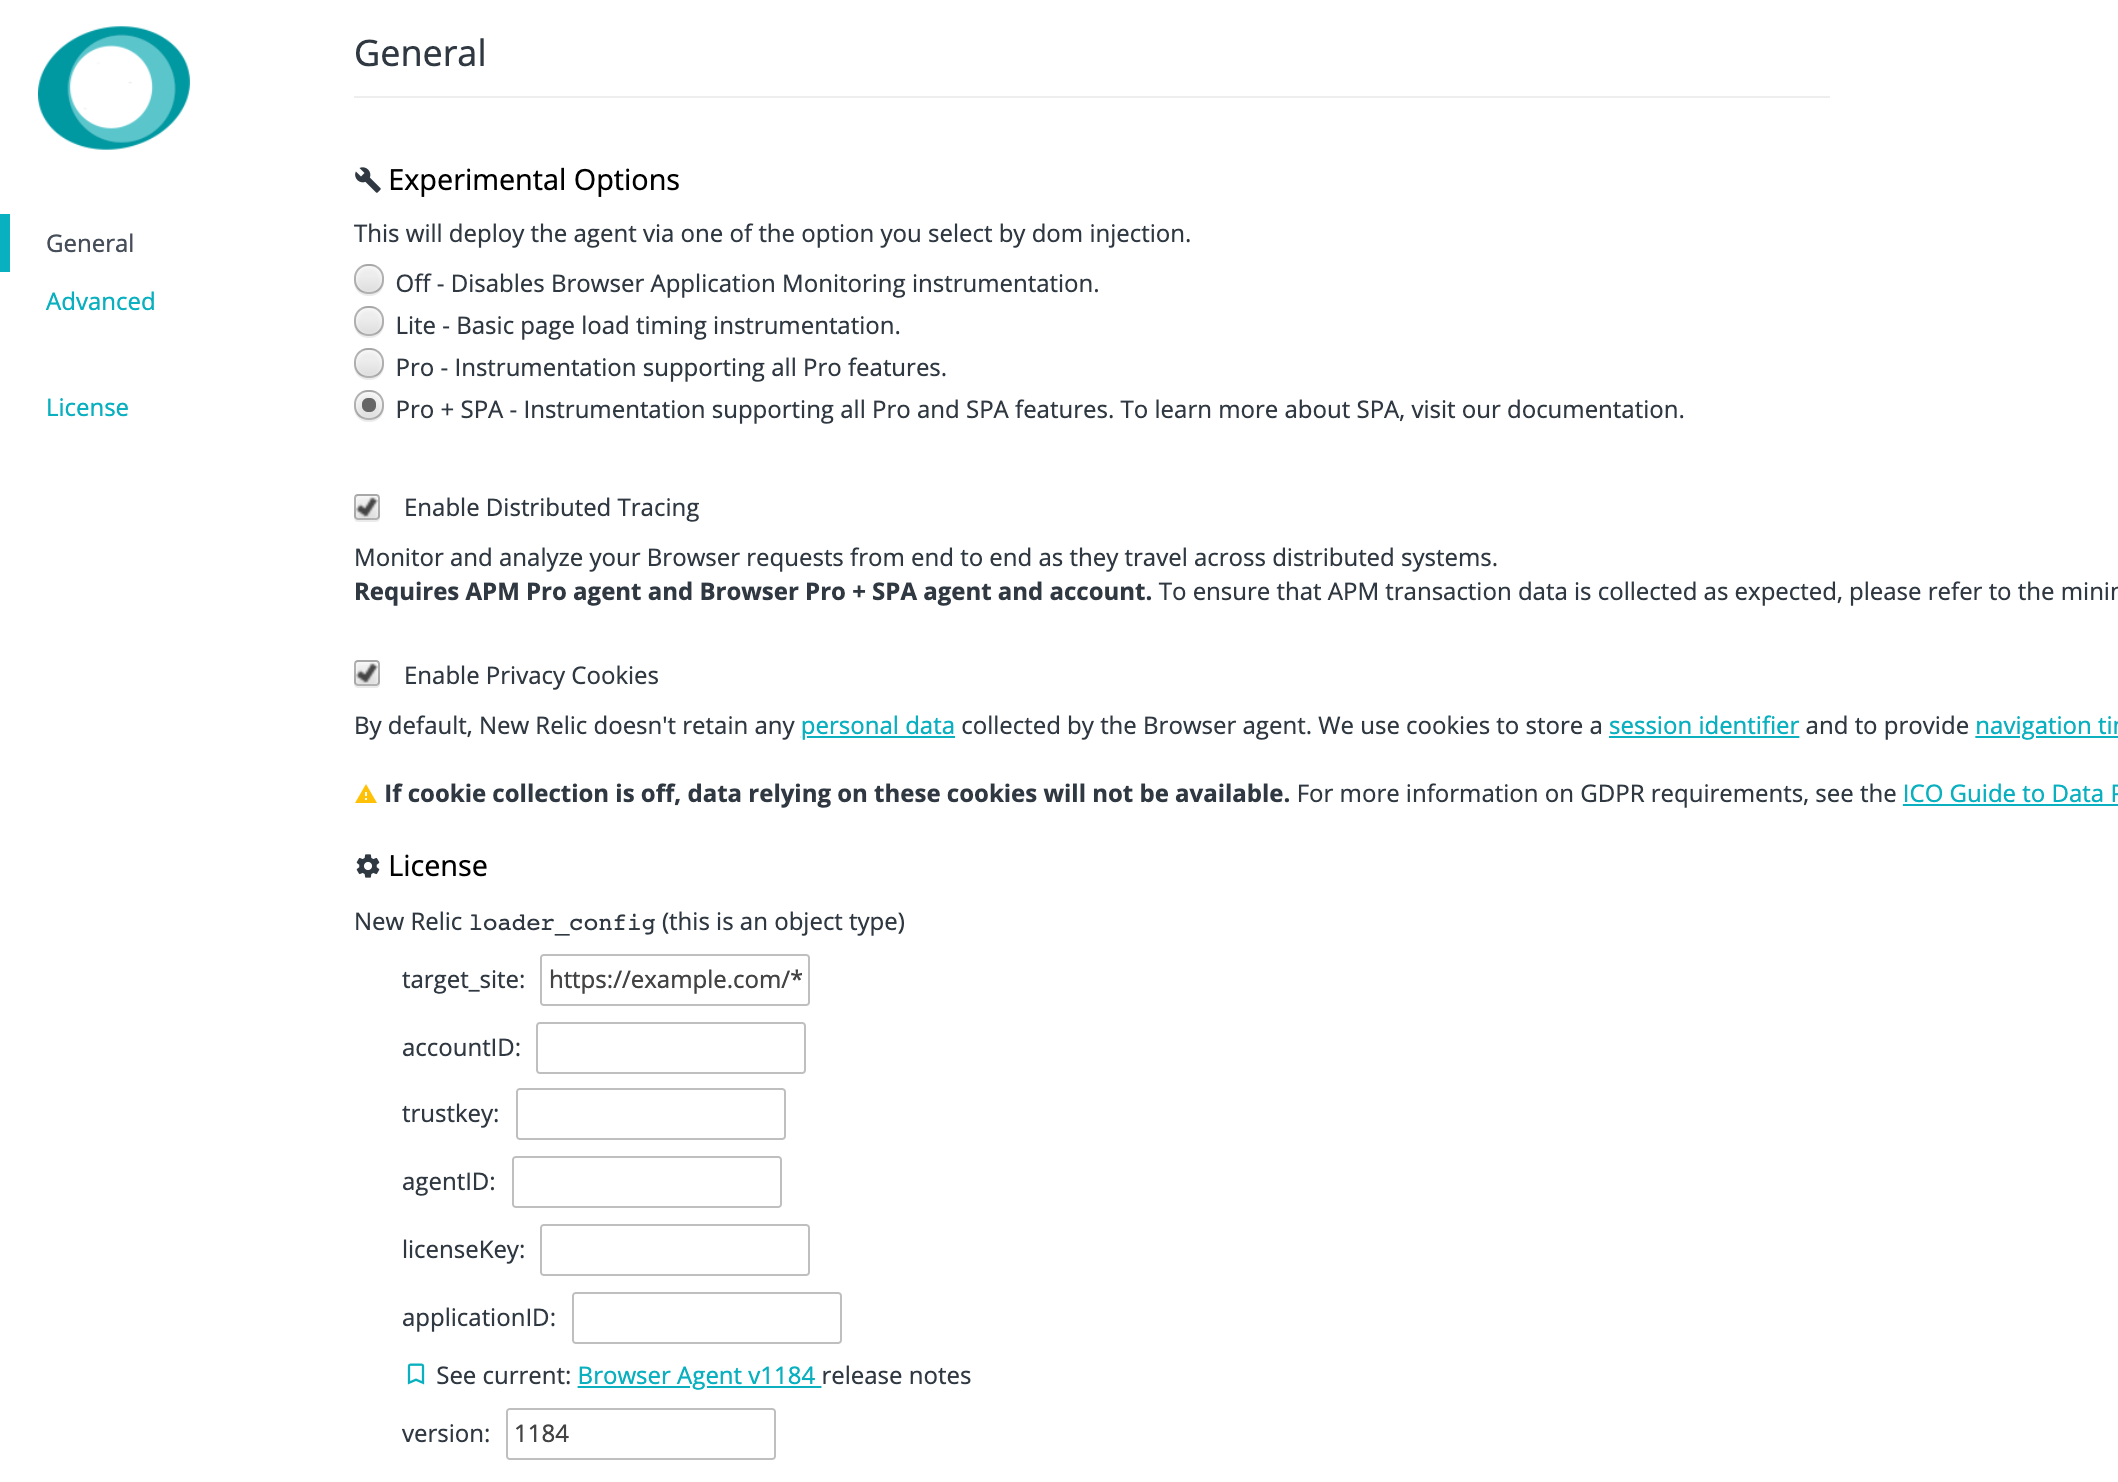 General
General
Advanced
License
Experimental Options
This will deploy the agent via one of the option you select by dom injection.
Off - Disables Browser Application Monitoring instrumentation.
Lite - Basic page load timing instrumentation.
Pro - Instrumentation supporting all Pro features.
Pro + SPA - Instrumentation supporting all Pro and SPA features. To learn more about SPA, visit our documentation.
Enable Distributed Tracing
Monitor and analyze your Browser requests from end to end as they travel across distributed systems.
Requires APM Pro agent and Browser Pro + SPA agent and account. To ensure that APM transaction data is collected as expected, please refer to the
Enable Privacy Cookies
By default, New Relic doesn't retain any personal data collected by the Browser agent. We use cookies to store a session identifier and to provide navigation
If cookie collection is off, data relying on these cookies will not be available. For more information on GDPR requirements, see the ICO Guide to Data
License
New Relic loader_config (this is an object type)
target_site: https://example.com/*
accountID:
trustkey:
agentID:
licenseKey:
applicationID:
See current: Browser Agent v1184 release notes
version: 1184